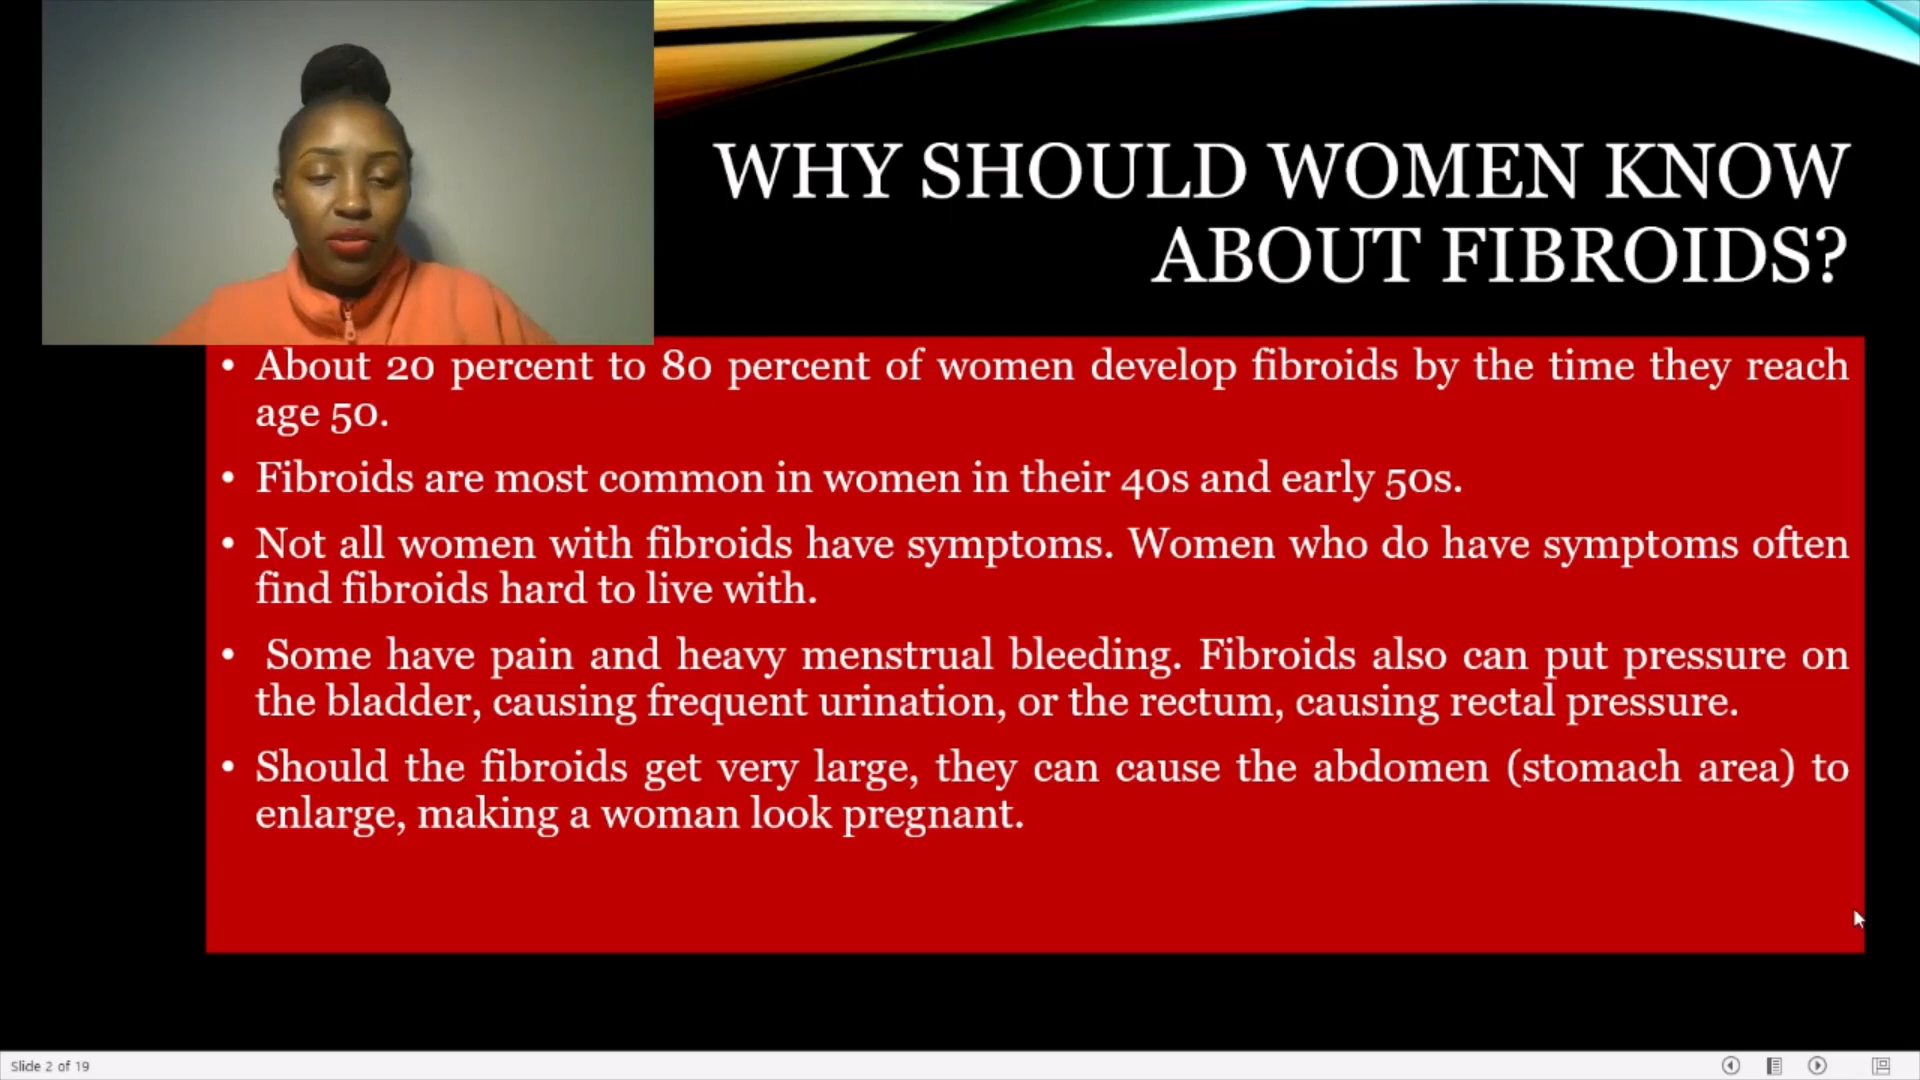 WHY SHOULD WOMEN KNOW
ABOUT FIBROIDS?
• About 20 percent to 80 percent of women develop fibroids by the time they reach
age 50.
• Fibroids are most common in women in their 40s and early 50s.
• Not all women with fibroids have symptoms. Women who do have symptoms often
find fibroids hard to live with.
• Some have pain and heavy menstrual bleeding. Fibroids also can put pressure on
the bladder, causing frequent urination, or the rectum, causing rectal pressure.
• Should the fibroids get very large, they can cause the abdomen (stomach area) to
enlarge, making a woman look pregnant.
Slide 2 of 19